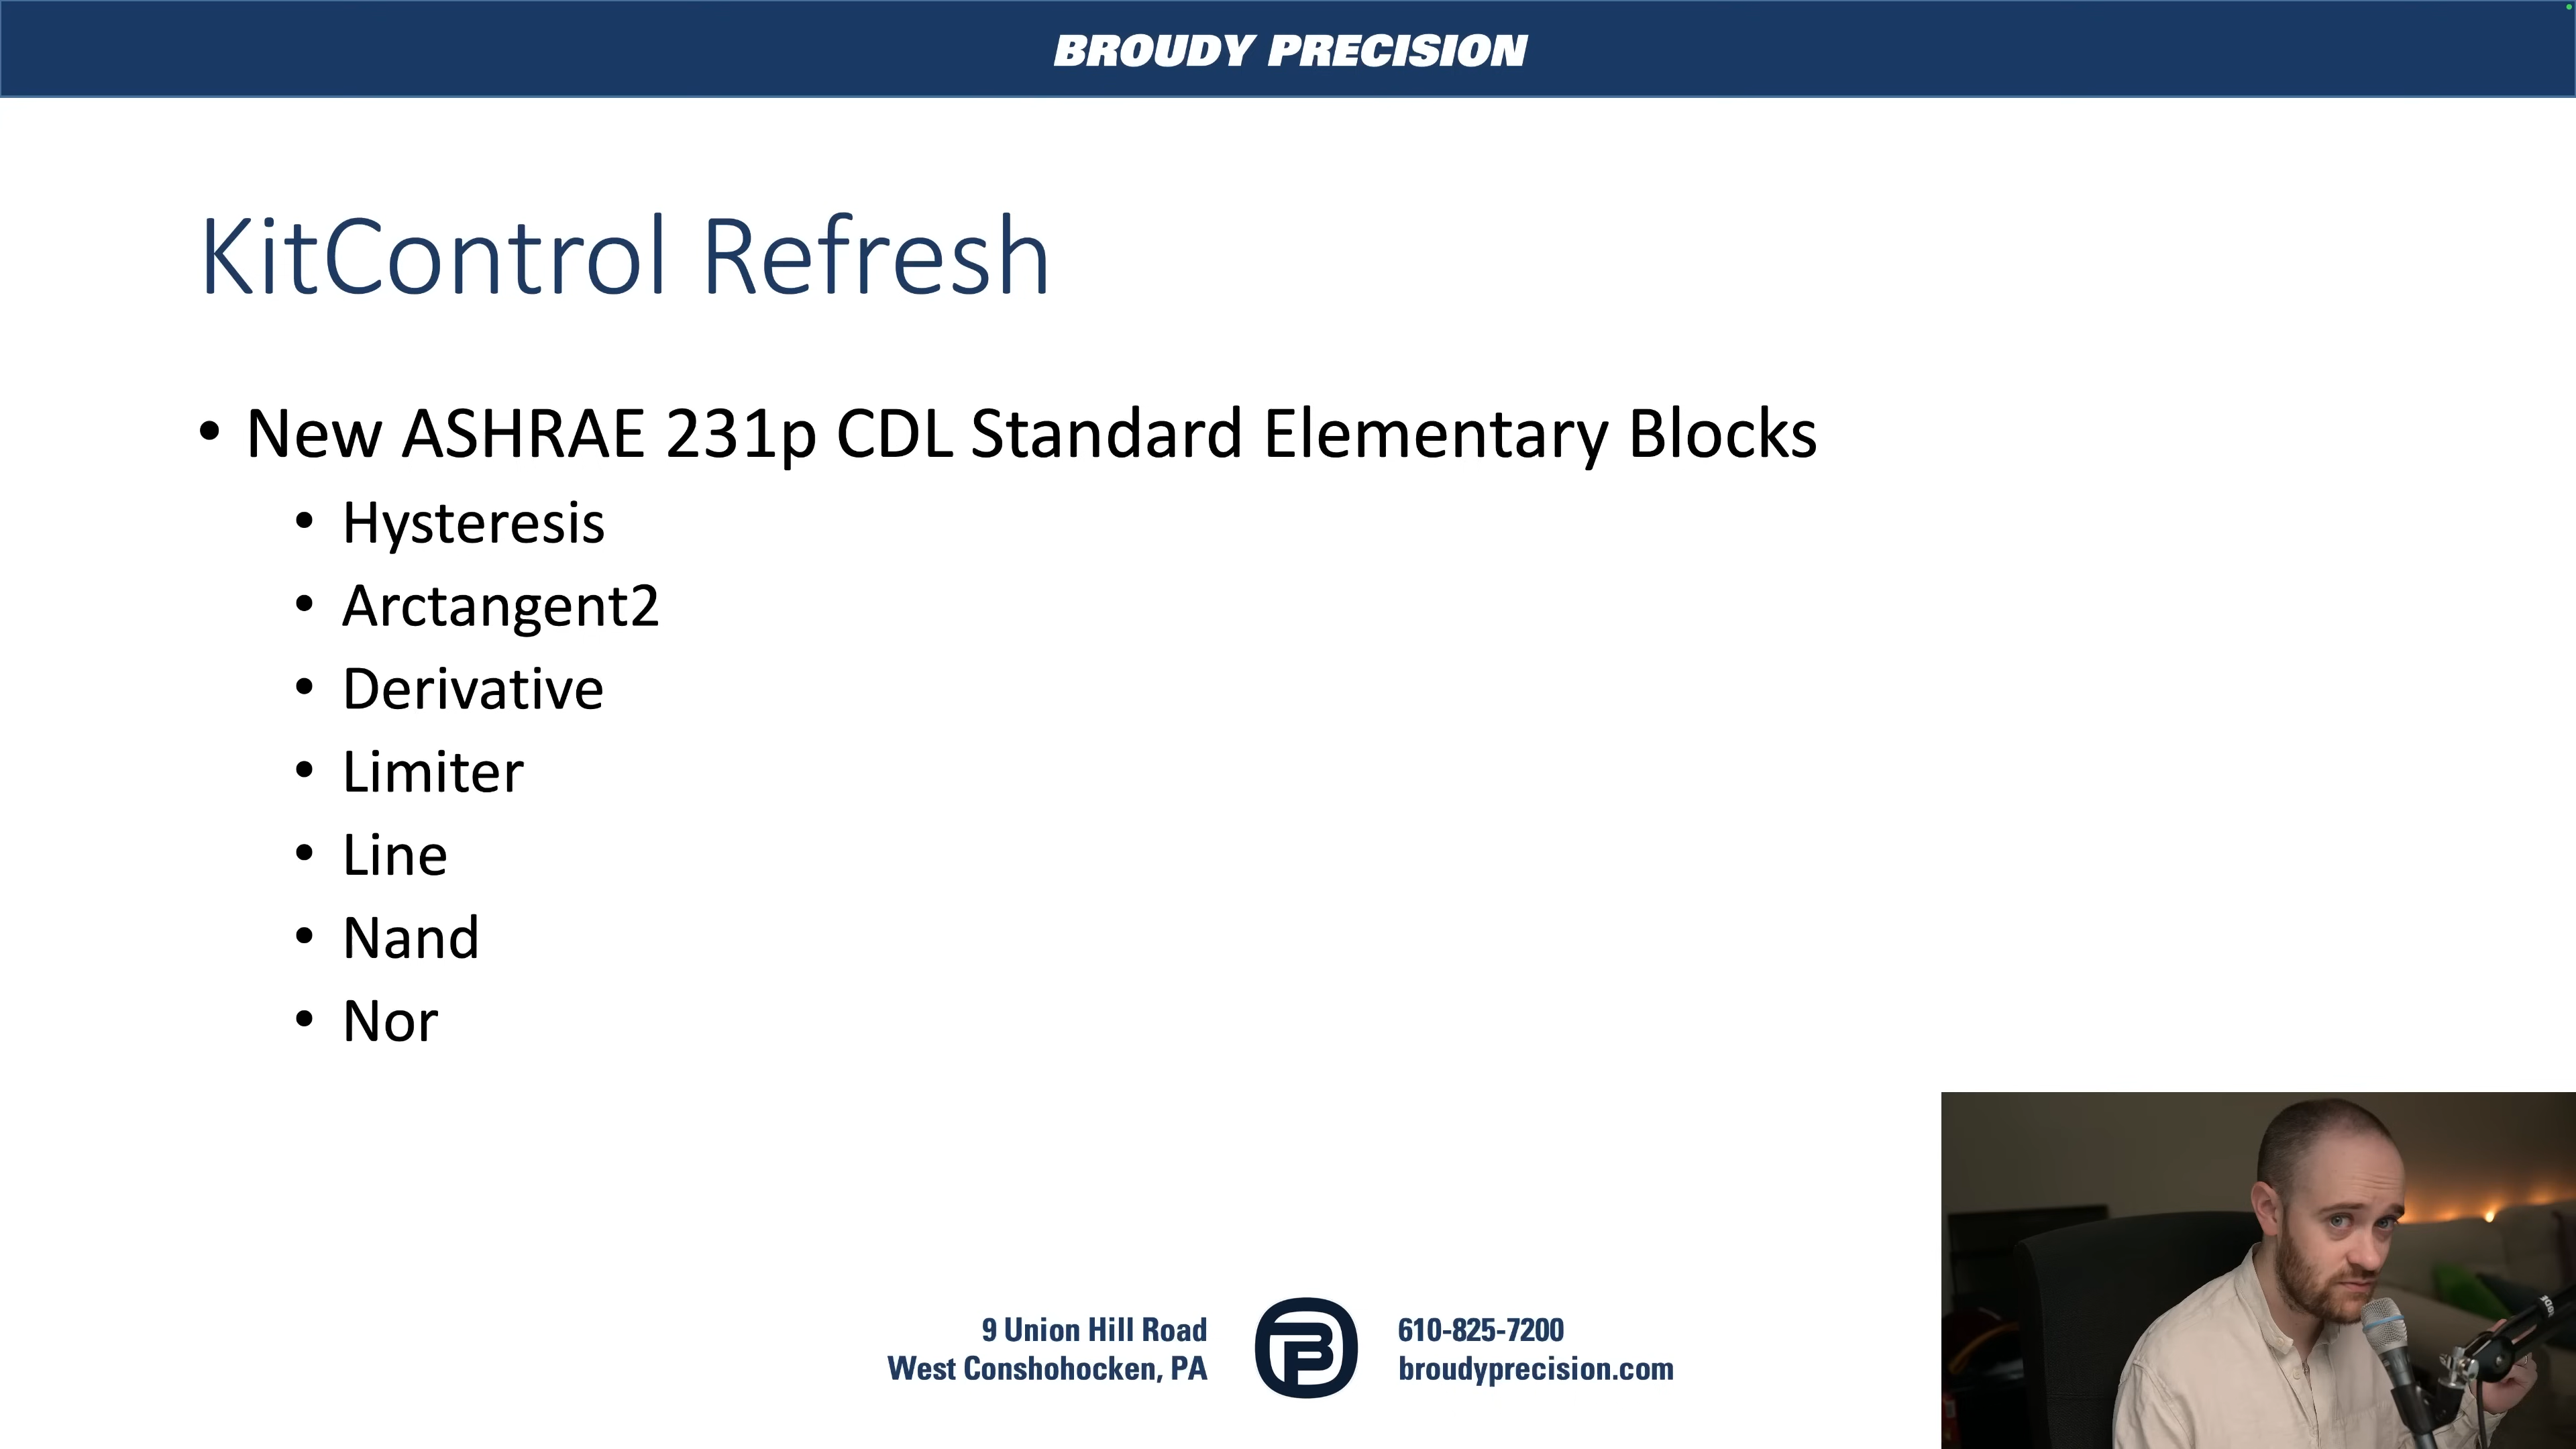 BROUDY PRECISION
KitControl Refresh
• New ASHRAE 231p CDL Standard Elementary Blocks
• Hysteresis
• Arctangent2
• Derivative
• Limiter
• Line
• Nand
• Nor
9 Union Hill Road
West Conshohocken, PA
610-825-7200
broudyprecision.com